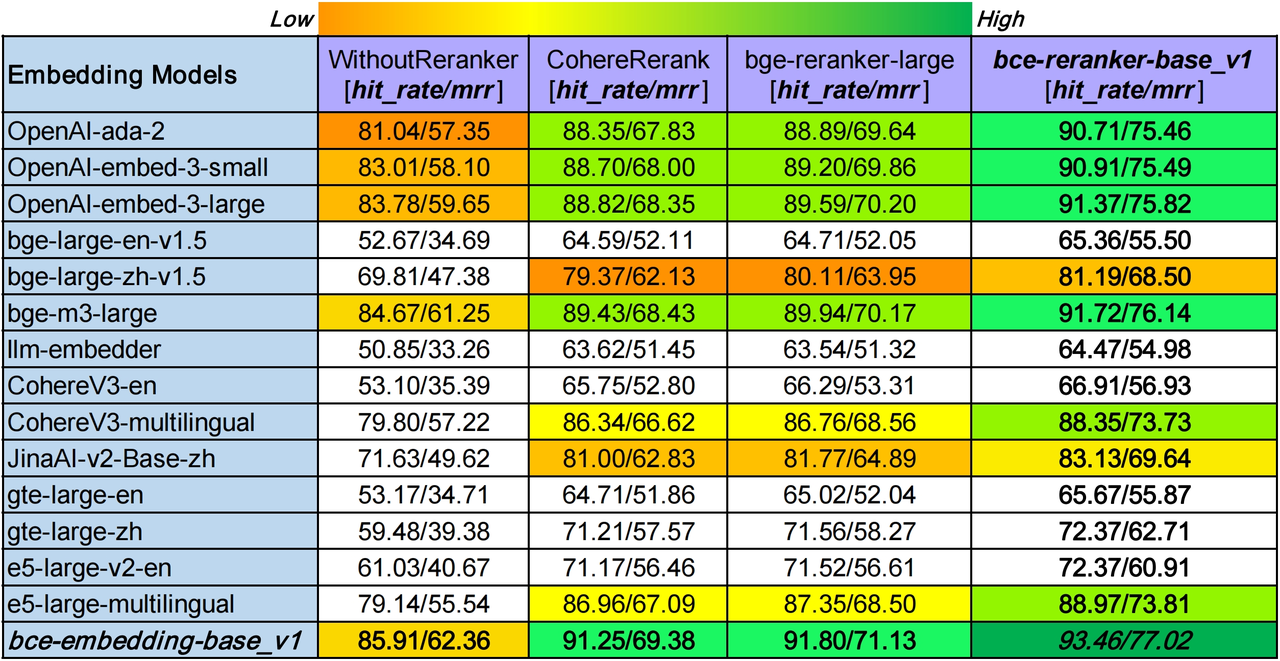 Low High
Embedding Models WithoutReranker CohereRerank bge-reranker-large bce-reranker-base_v1
[hit_rate/mrr] [hit_rate/mrr] [hit_rate/mrr] [hit_rate/mrr]
OpenAI-ada-2 81.04/57.35 88.35/67.83 88.89/69.64 90.71/75.46
OpenAI-embed-3-small 83.01/58.10 88.70/68.00 89.20/69.86 90.91/75.49
OpenAI-embed-3-large 83.78/59.65 88.82/68.35 89.59/70.20 91.37/75.82
bge-large-en-v1.5 52.67/34.69 64.59/52.11 64.71/52.05 65.36/55.50
bge-large-zh-v1.5 69.81/47.38 79.37/62.13 80.11/63.95 81.19/68.50
bge-m3-large 84.67/61.25 89.43/68.43 89.94/70.17 91.72/76.14
llm-embedder 50.85/33.26 63.62/51.45 63.54/51.32 64.47/54.98
CohereV3-en 53.10/35.39 65.75/52.80 66.29/53.31 66.91/56.93
CohereV3-multilingual 79.80/57.22 86.34/66.62 86.76/68.56 88.35/73.73
JinaAI-v2-Base-zh 71.63/49.62 81.00/62.83 81.77/64.89 83.13/69.64
gte-large-en 53.17/34.71 64.71/51.86 65.02/52.04 65.67/55.87
gte-large-zh 59.48/39.38 71.21/57.57 71.56/58.27 72.37/62.71
e5-large-v2-en 61.03/40.67 71.17/56.46 71.52/56.61 72.37/60.91
e5-large-multilingual 79.14/55.54 86.96/67.09 87.35/68.50 88.97/73.81
bce-embedding-base_v1 85.91/62.36 91.25/69.38 91.80/71.13 93.46/77.02